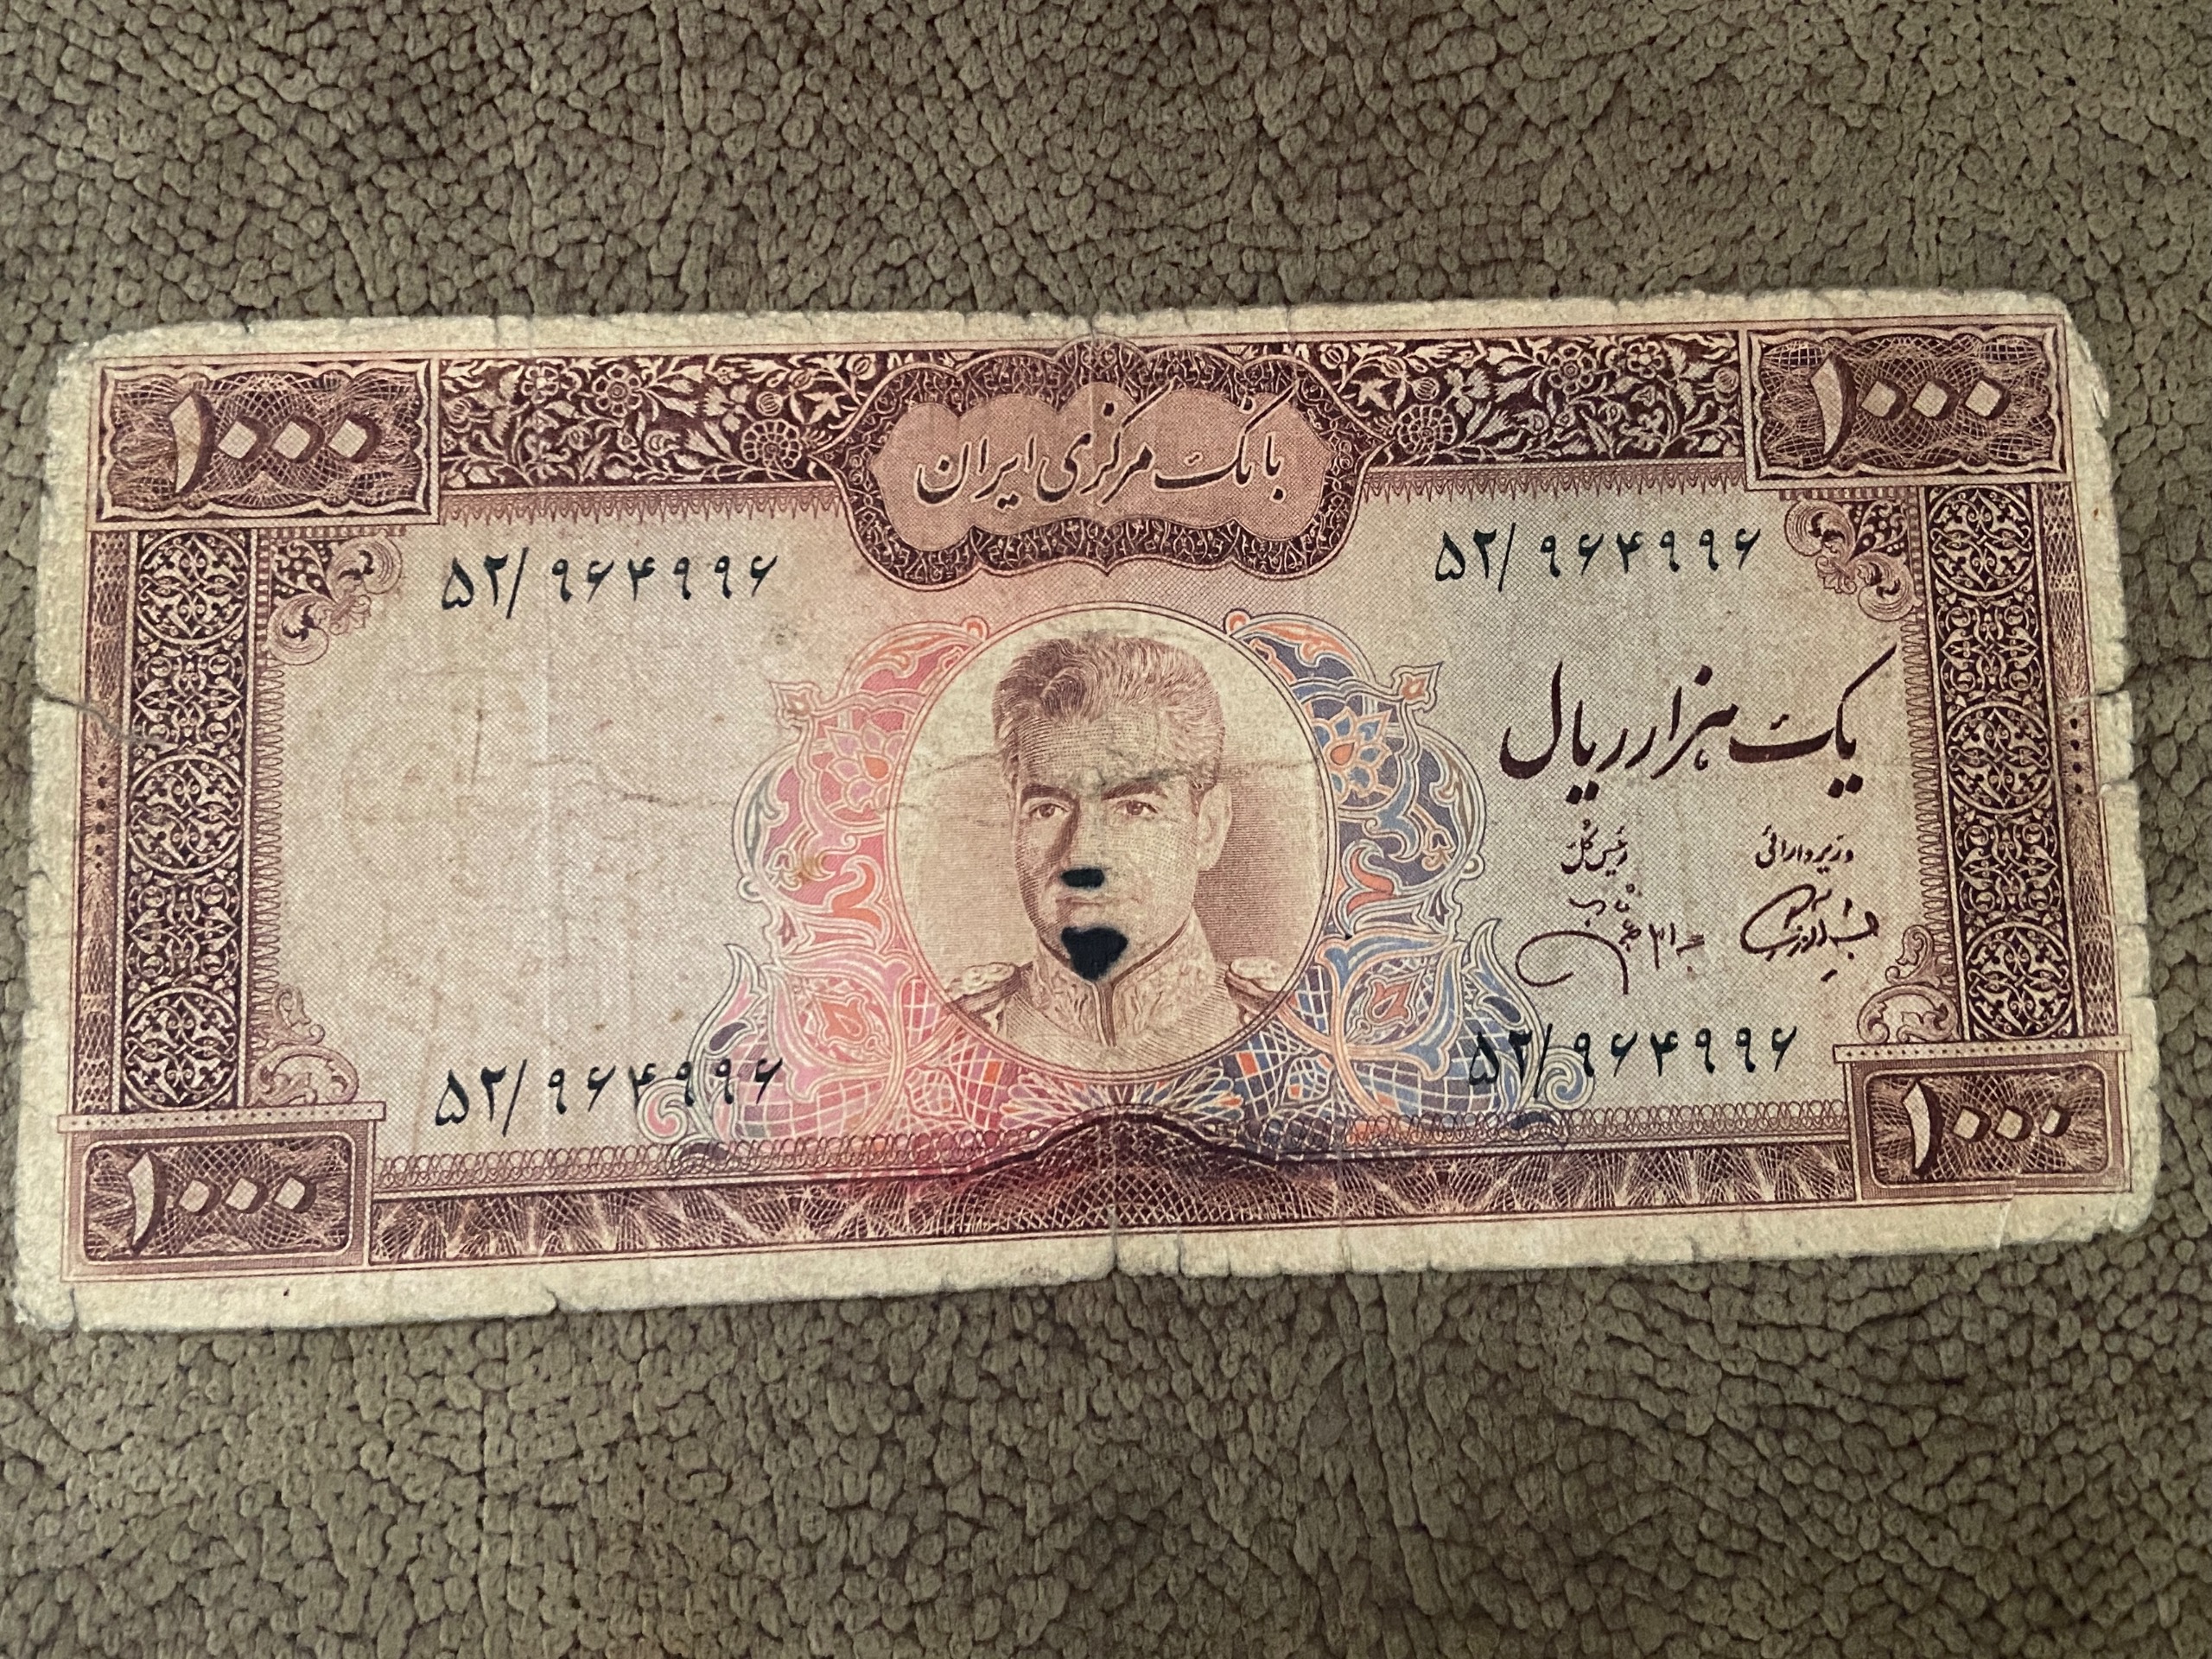 ۱۰۰۰
بانک مرکزی ایران
۱۰۰۰
۵۲/۹۶۴۹۹۶
۵۲/۹۶۴۹۹۶
یک هزار ریال
وزیر دارائی
رئیس کل
۵۲/۹۶۴۹۹۶
۵۲/۹۶۴۹۹۶
۱۰۰۰
۱۰۰۰